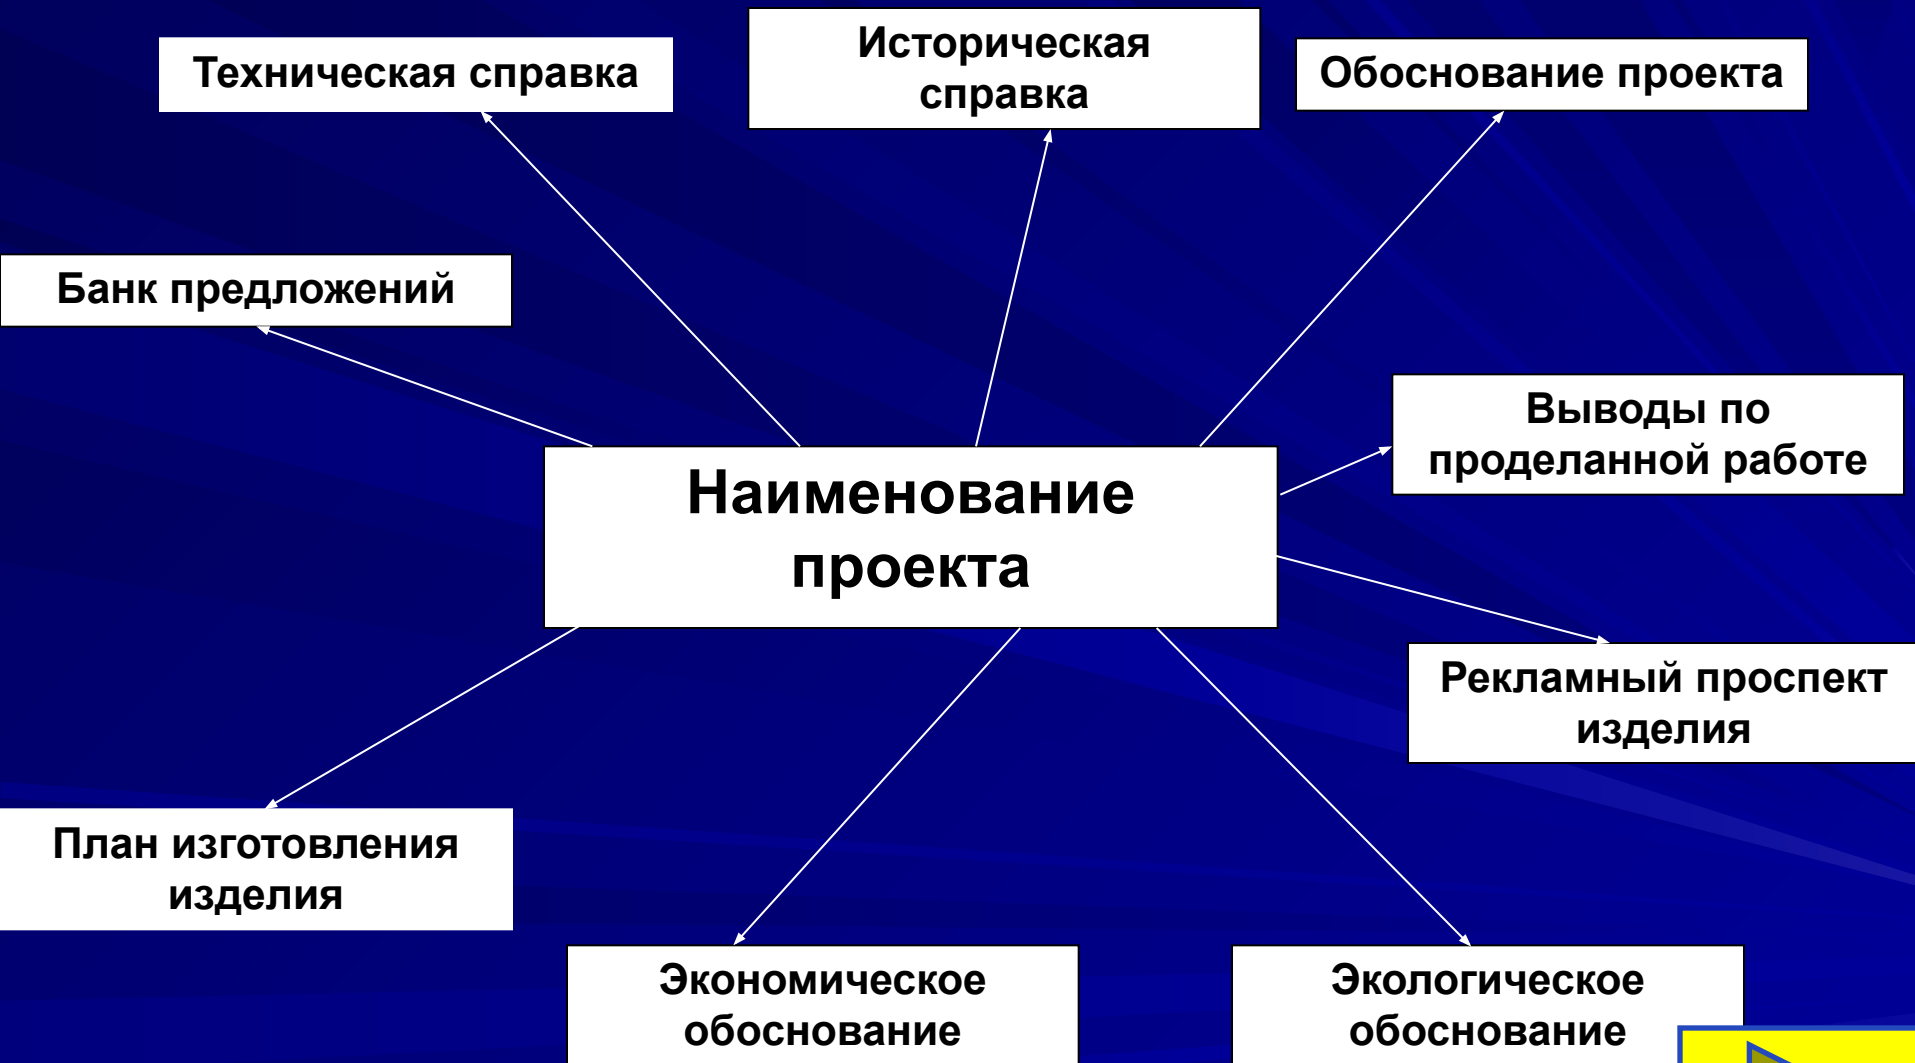 Историческая
справка
Техническая справка
Обоснование проекта
Банк предложений
Выводы по
проделанной работе
Наименование
проекта
Рекламный проспект
изделия
План изготовления
изделия
Экономическое
обоснование
Экологическое
обоснование